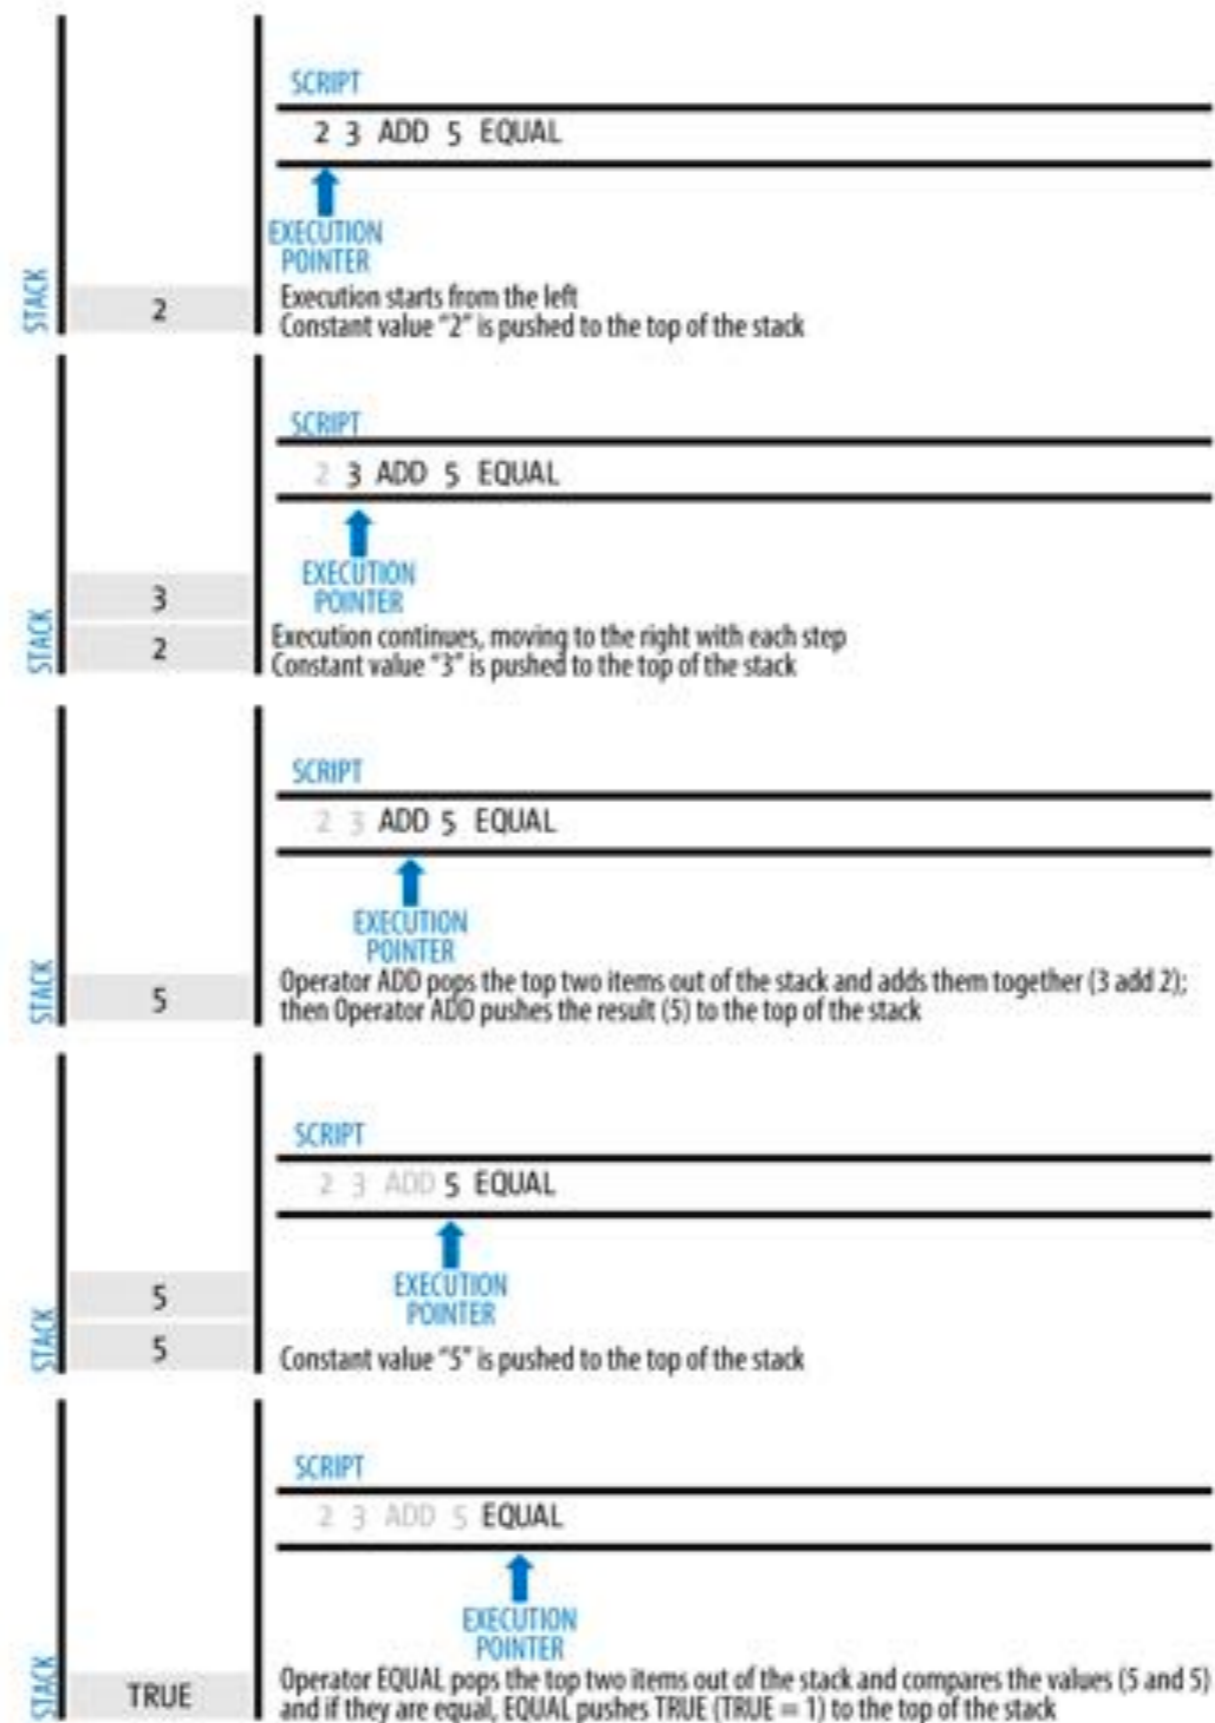 SCRIPT
2 3 ADD 5 EQUAL
EXECUTION
POINTER
STACK
2
Execution starts from the left
Constant value "2" is pushed to the top of the stack
SCRIPT
2 3 ADD 5 EQUAL
EXECUTION
POINTER
STACK
3
2
Execution continues, moving to the right with each step
Constant value "3" is pushed to the top of the stack
SCRIPT
2 3 ADD 5 EQUAL
EXECUTION
POINTER
STACK
5
Operator ADD pops the top two items out of the stack and adds them together (3 add 2);
then Operator ADD pushes the result (5) to the top of the stack
SCRIPT
2 3 ADD 5 EQUAL
EXECUTION
POINTER
STACK
5
5
Constant value "5" is pushed to the top of the stack
SCRIPT
2 3 ADD 5 EQUAL
EXECUTION
POINTER
STACK
TRUE
Operator EQUAL pops the top two items out of the stack and compares the values (5 and 5)
and if they are equal, EQUAL pushes TRUE (TRUE = 1) to the top of the stack